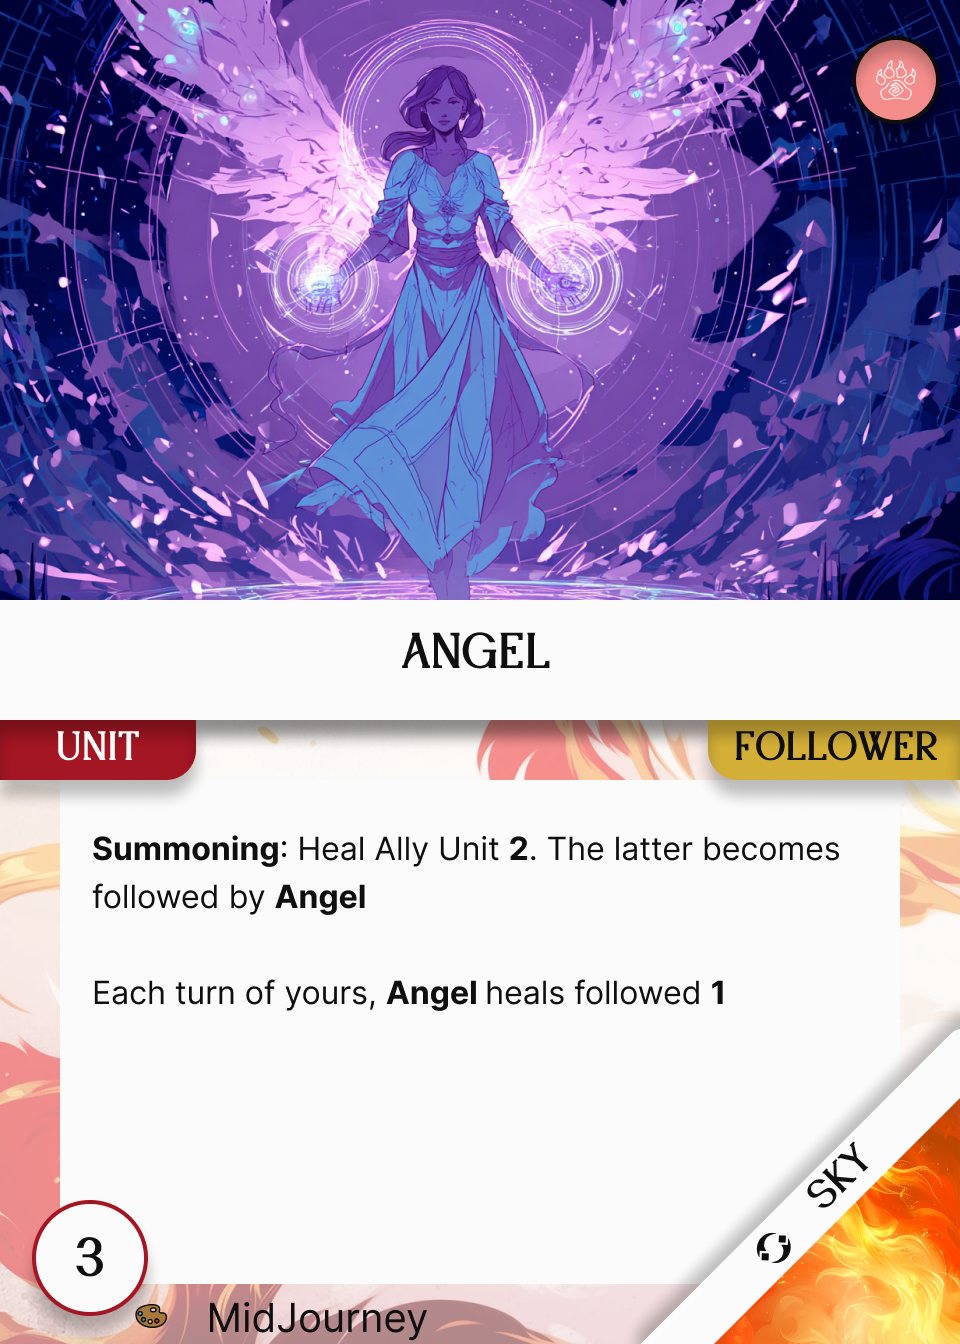 ANGEL
UNIT
FOLLOWER
Summoning: Heal Ally Unit 2. The latter becomes
followed by Angel
Each turn of yours, Angel heals followed 1
SKY
3
MidJourney